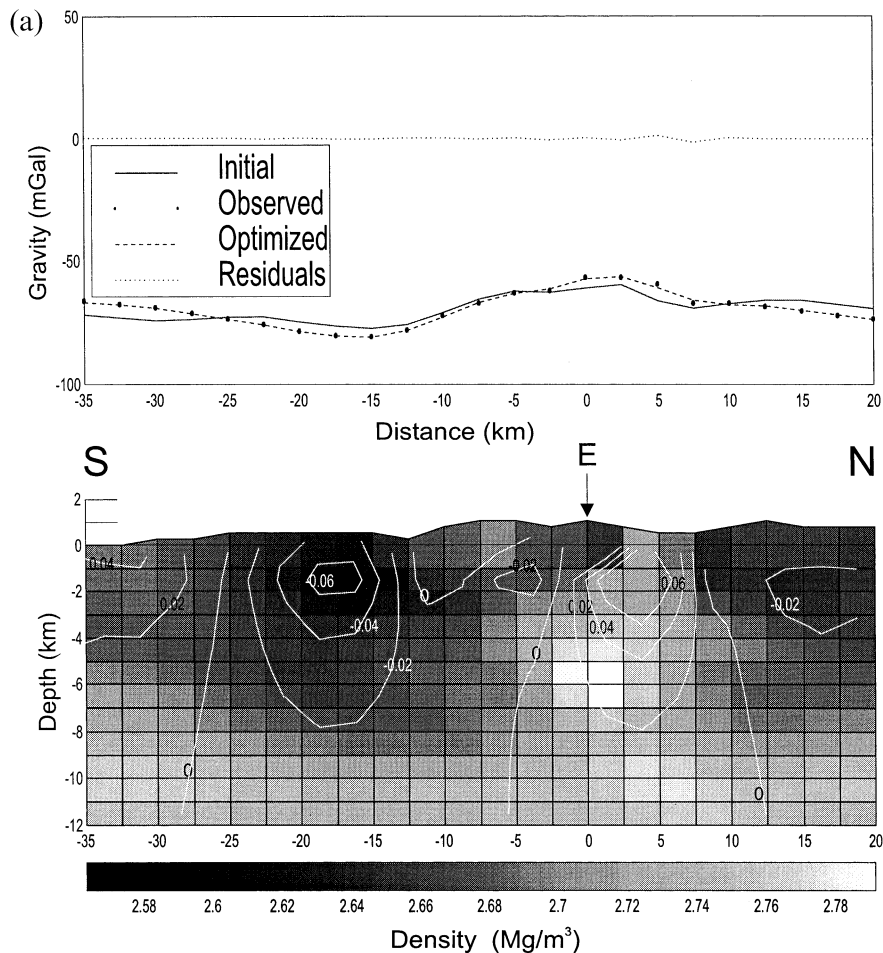 (a)
50
0
-50
-100
Gravity (mGal)
Initial
Observed
Optimized
Residuals
-35 -30 -25 -20 -15 -10 -5 0 5 10 15 20
Distance (km)
S E N
2
0
-2
-4
-6
-8
-10
-12
Depth (km)
0.04
0.02
-0.06
-0.04
-0.02
0
0
-0.02
0
0.02
0.04
0.06
-0.02
0
-35 -30 -25 -20 -15 -10 -5 0 5 10 15 20
2.58 2.6 2.62 2.64 2.66 2.68 2.7 2.72 2.74 2.76 2.78
Density (Mg/m³)